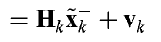 = H_k x̃_k^- + v_k